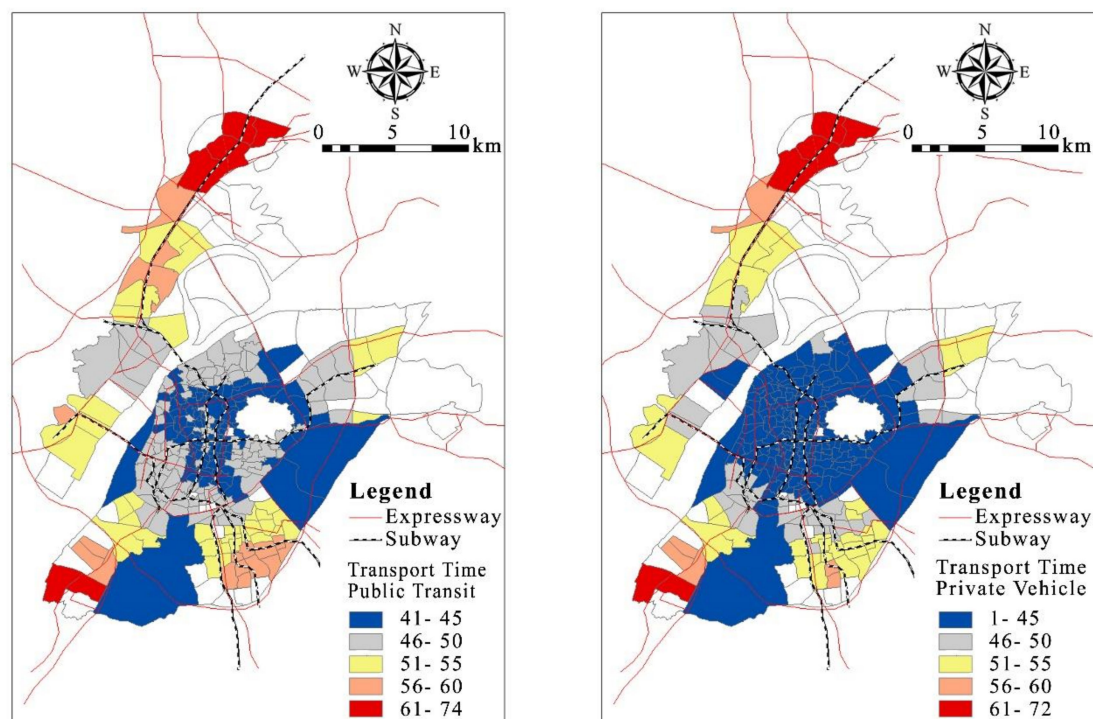 N
W E
S
0 5 10
km
Legend
Expressway
Subway
Transport Time
Public Transit
41- 45
46- 50
51- 55
56- 60
61- 74
N
W E
S
0 5 10
km
Legend
Expressway
Subway
Transport Time
Private Vehicle
1- 45
46- 50
51- 55
56- 60
61- 72